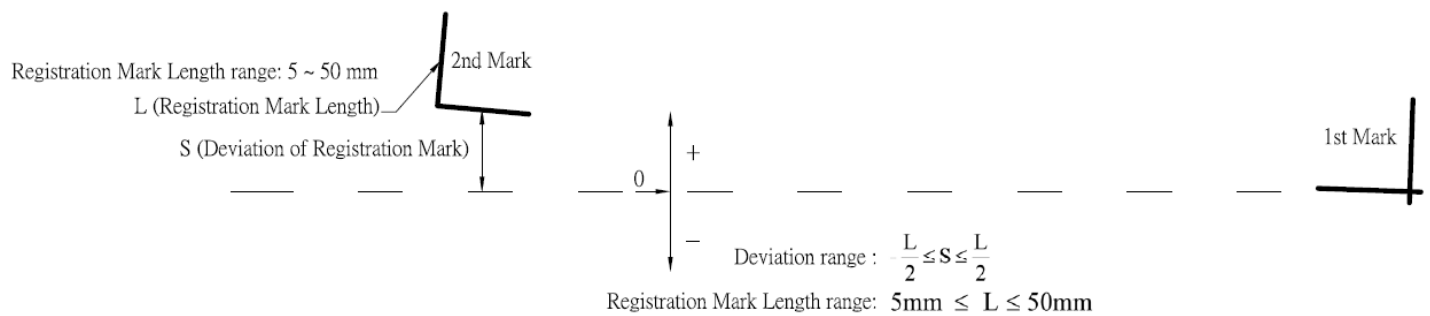 2nd Mark
Registration Mark Length range: 5 ~ 50 mm
L (Registration Mark Length)
1st Mark
S (Deviation of Registration Mark)
+
0
−
Deviation range : -L/2 ≤ S ≤ L/2
Registration Mark Length range: 5mm ≤ L ≤ 50mm